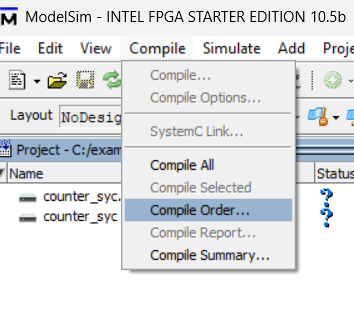 ModelSim - INTEL FPGA STARTER EDITION 10.5b
File Edit View Compile Simulate Add Proj
Layout NoDesig
Compile...
Compile Options...
SystemC Link...
Compile All
Compile Selected
Compile Order...
Compile Report...
Compile Summary...
Project - C:/exam
Name Status
counter_syc.
counter_syc